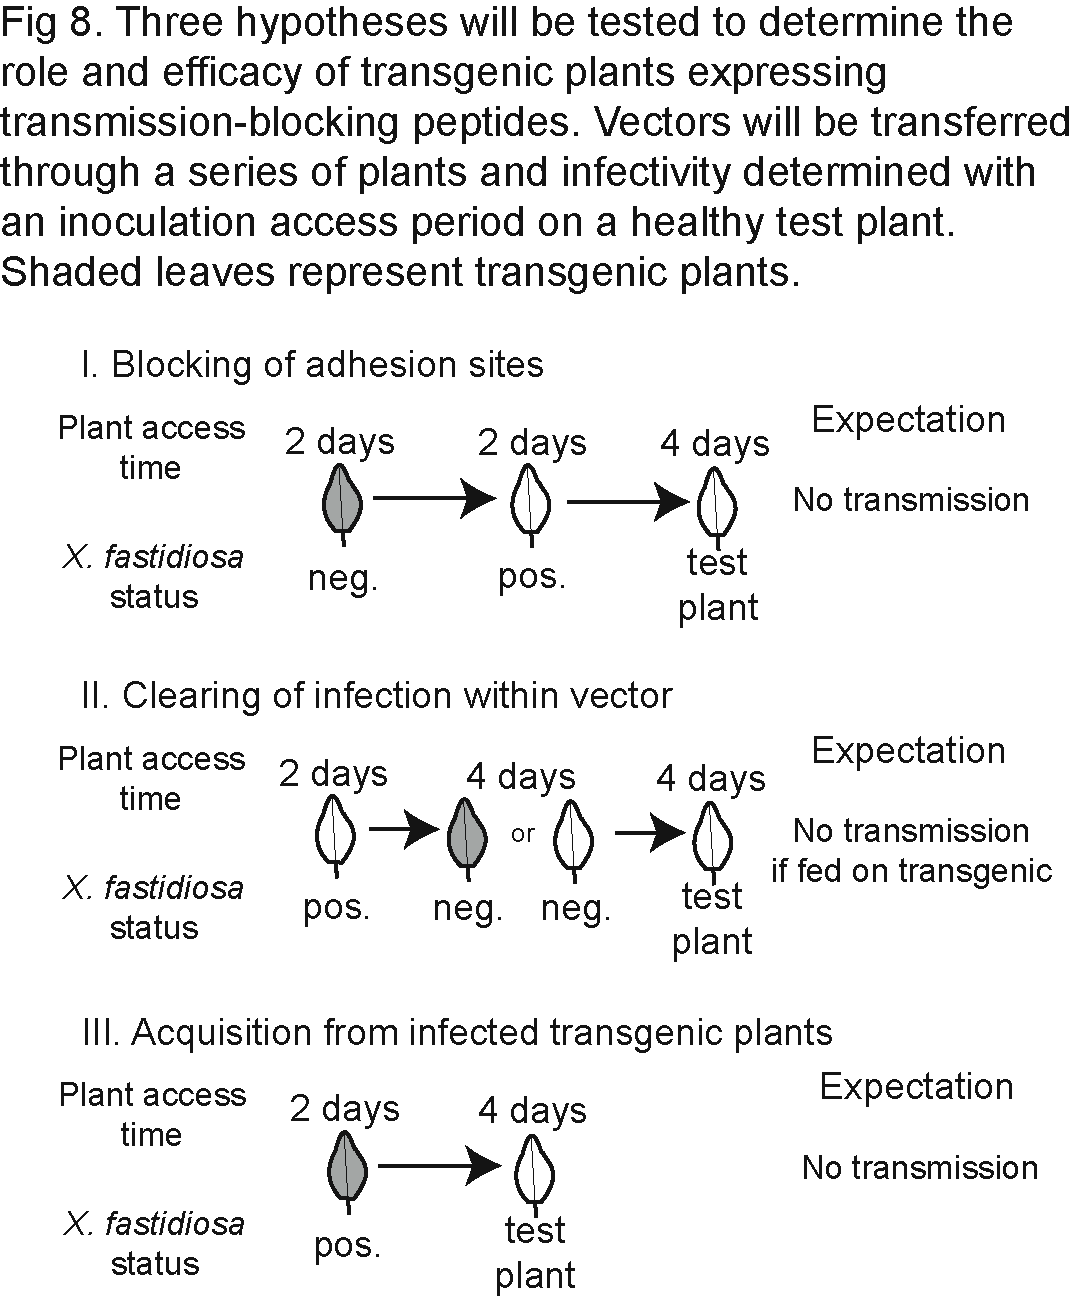 Fig 8. Three hypotheses will be tested to determine the
role and efficacy of transgenic plants expressing
transmission-blocking peptides. Vectors will be transferred
through a series of plants and infectivity determined with
an inoculation access period on a healthy test plant.
Shaded leaves represent transgenic plants.
I. Blocking of adhesion sites
Plant access
time
2 days
2 days
4 days
Expectation
No transmission
X. fastidiosa
status
neg.
pos.
test
plant
II. Clearing of infection within vector
Plant access
time
2 days
4 days
4 days
Expectation
or
No transmission
if fed on transgenic
X. fastidiosa
status
pos.
neg.
neg.
test
plant
III. Acquisition from infected transgenic plants
Plant access
time
2 days
4 days
Expectation
No transmission
X. fastidiosa
status
pos.
test
plant